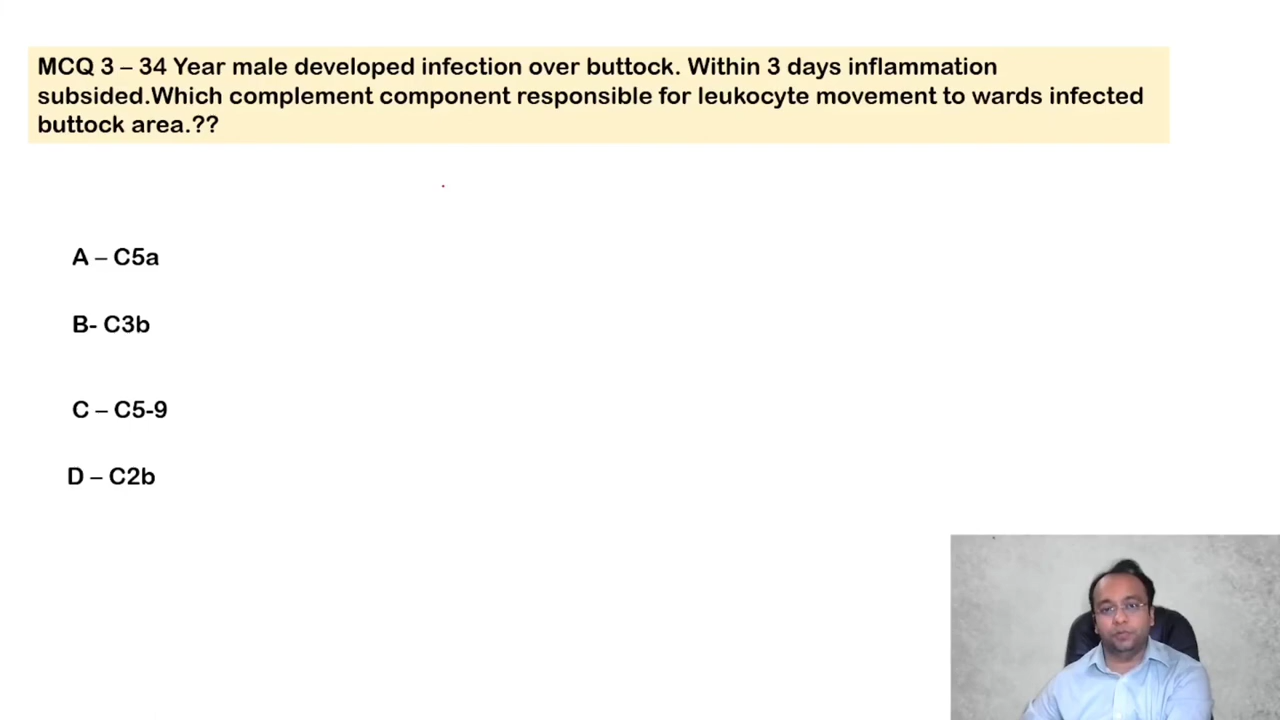 MCQ 3 – 34 Year male developed infection over buttock. Within 3 days inflammation
subsided.Which complement component responsible for leukocyte movement to wards infected
buttock area.??
A – C5a
B- C3b
C – C5-9
D – C2b